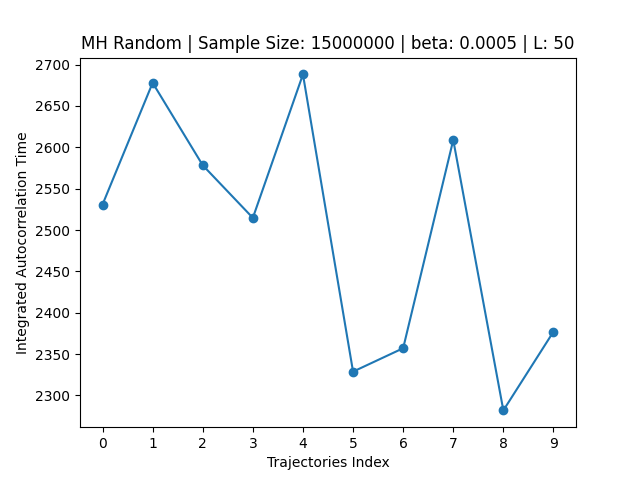 MH Random | Sample Size: 15000000 | beta: 0.0005 | L: 50
2700
2650
2600
2550
2500
2450
2400
2350
2300
Integrated Autocorrelation Time
0 1 2 3 4 5 6 7 8 9
Trajectories Index